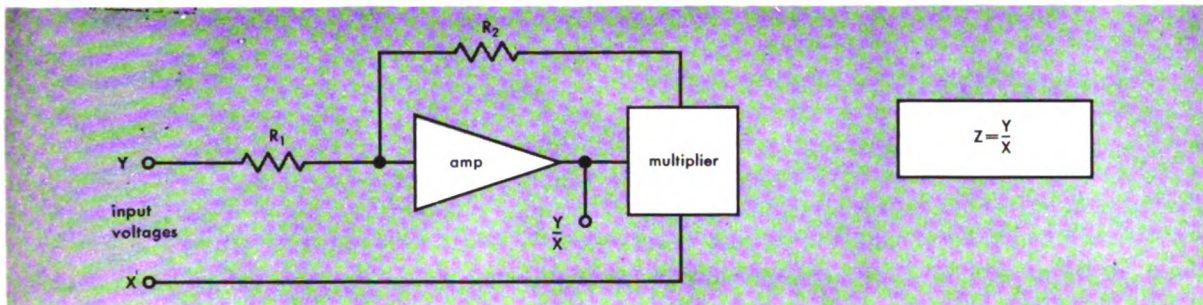 R₂
R₁
Y
amp
multiplier
Z=Y/X
input
voltages
Y/X
X